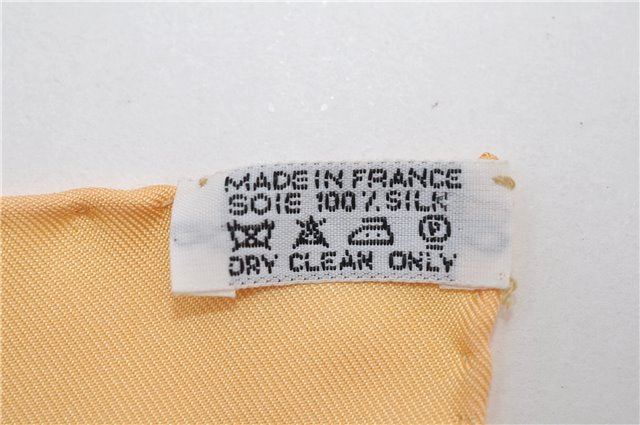 MADE IN FRANCE
SOIE 100% SILK
P
DRY CLEAN ONLY